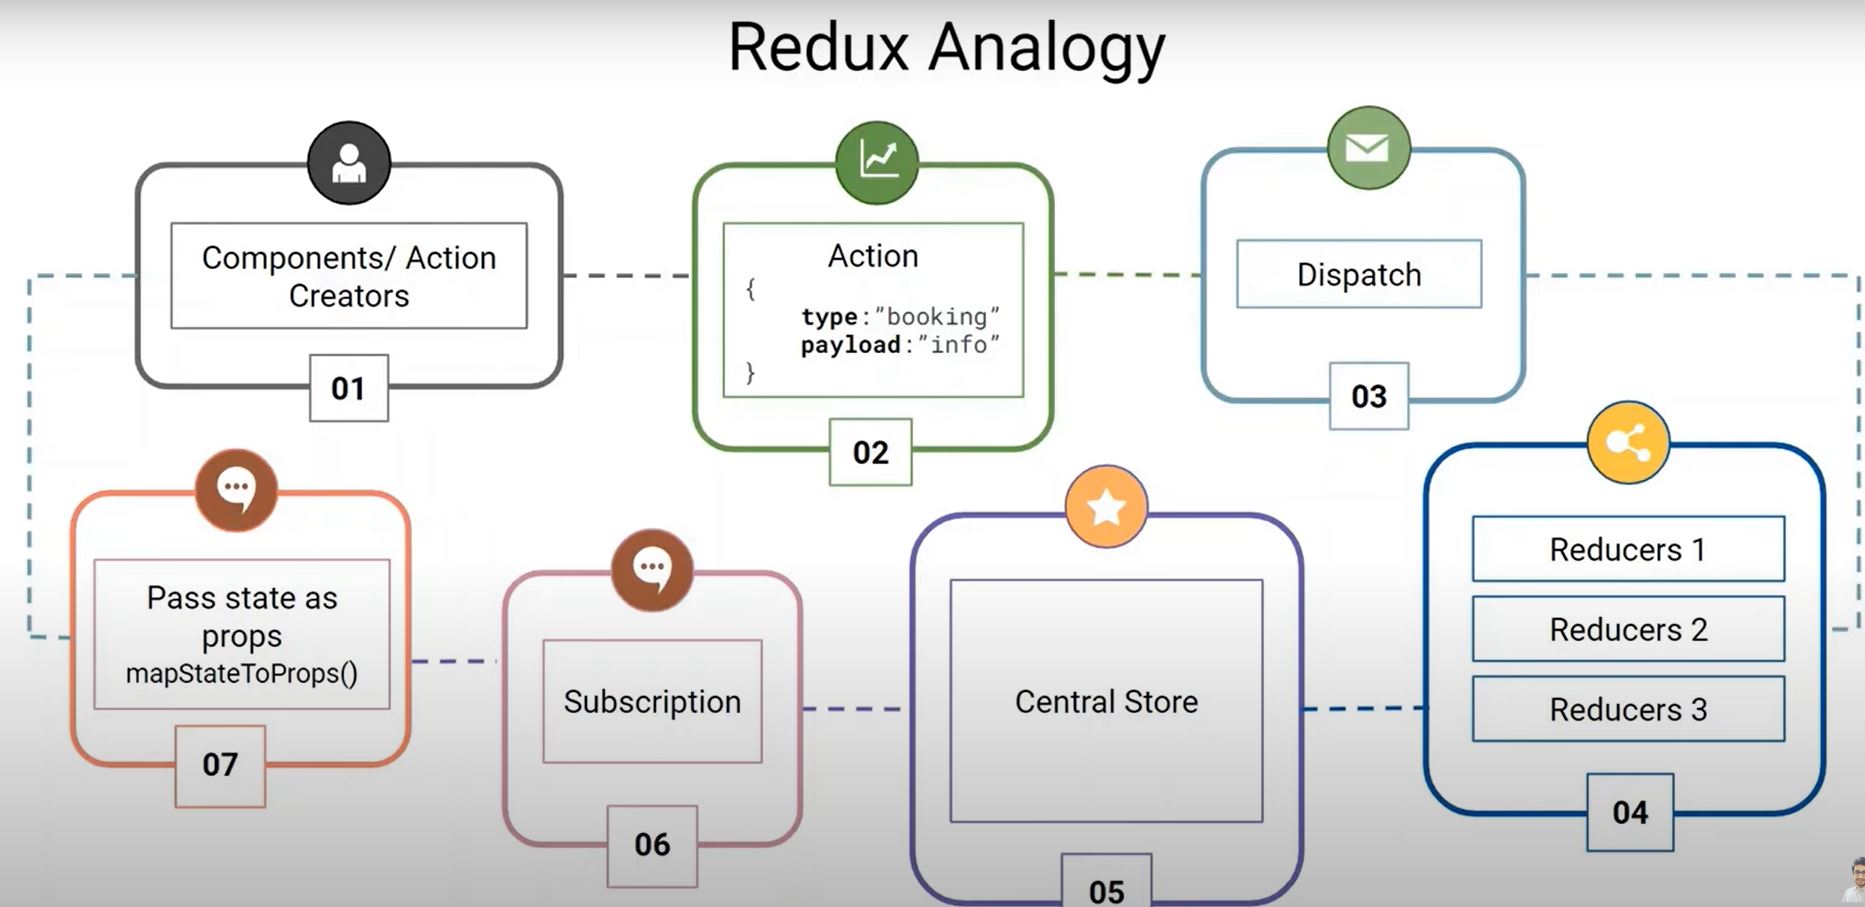 Redux Analogy
Components/ Action
Creators
01
Action
{
type:"booking"
payload:"info"
}
02
Dispatch
03
Reducers 1
Reducers 2
Reducers 3
04
Central Store
05
Subscription
06
Pass state as
props
mapStateToProps()
07